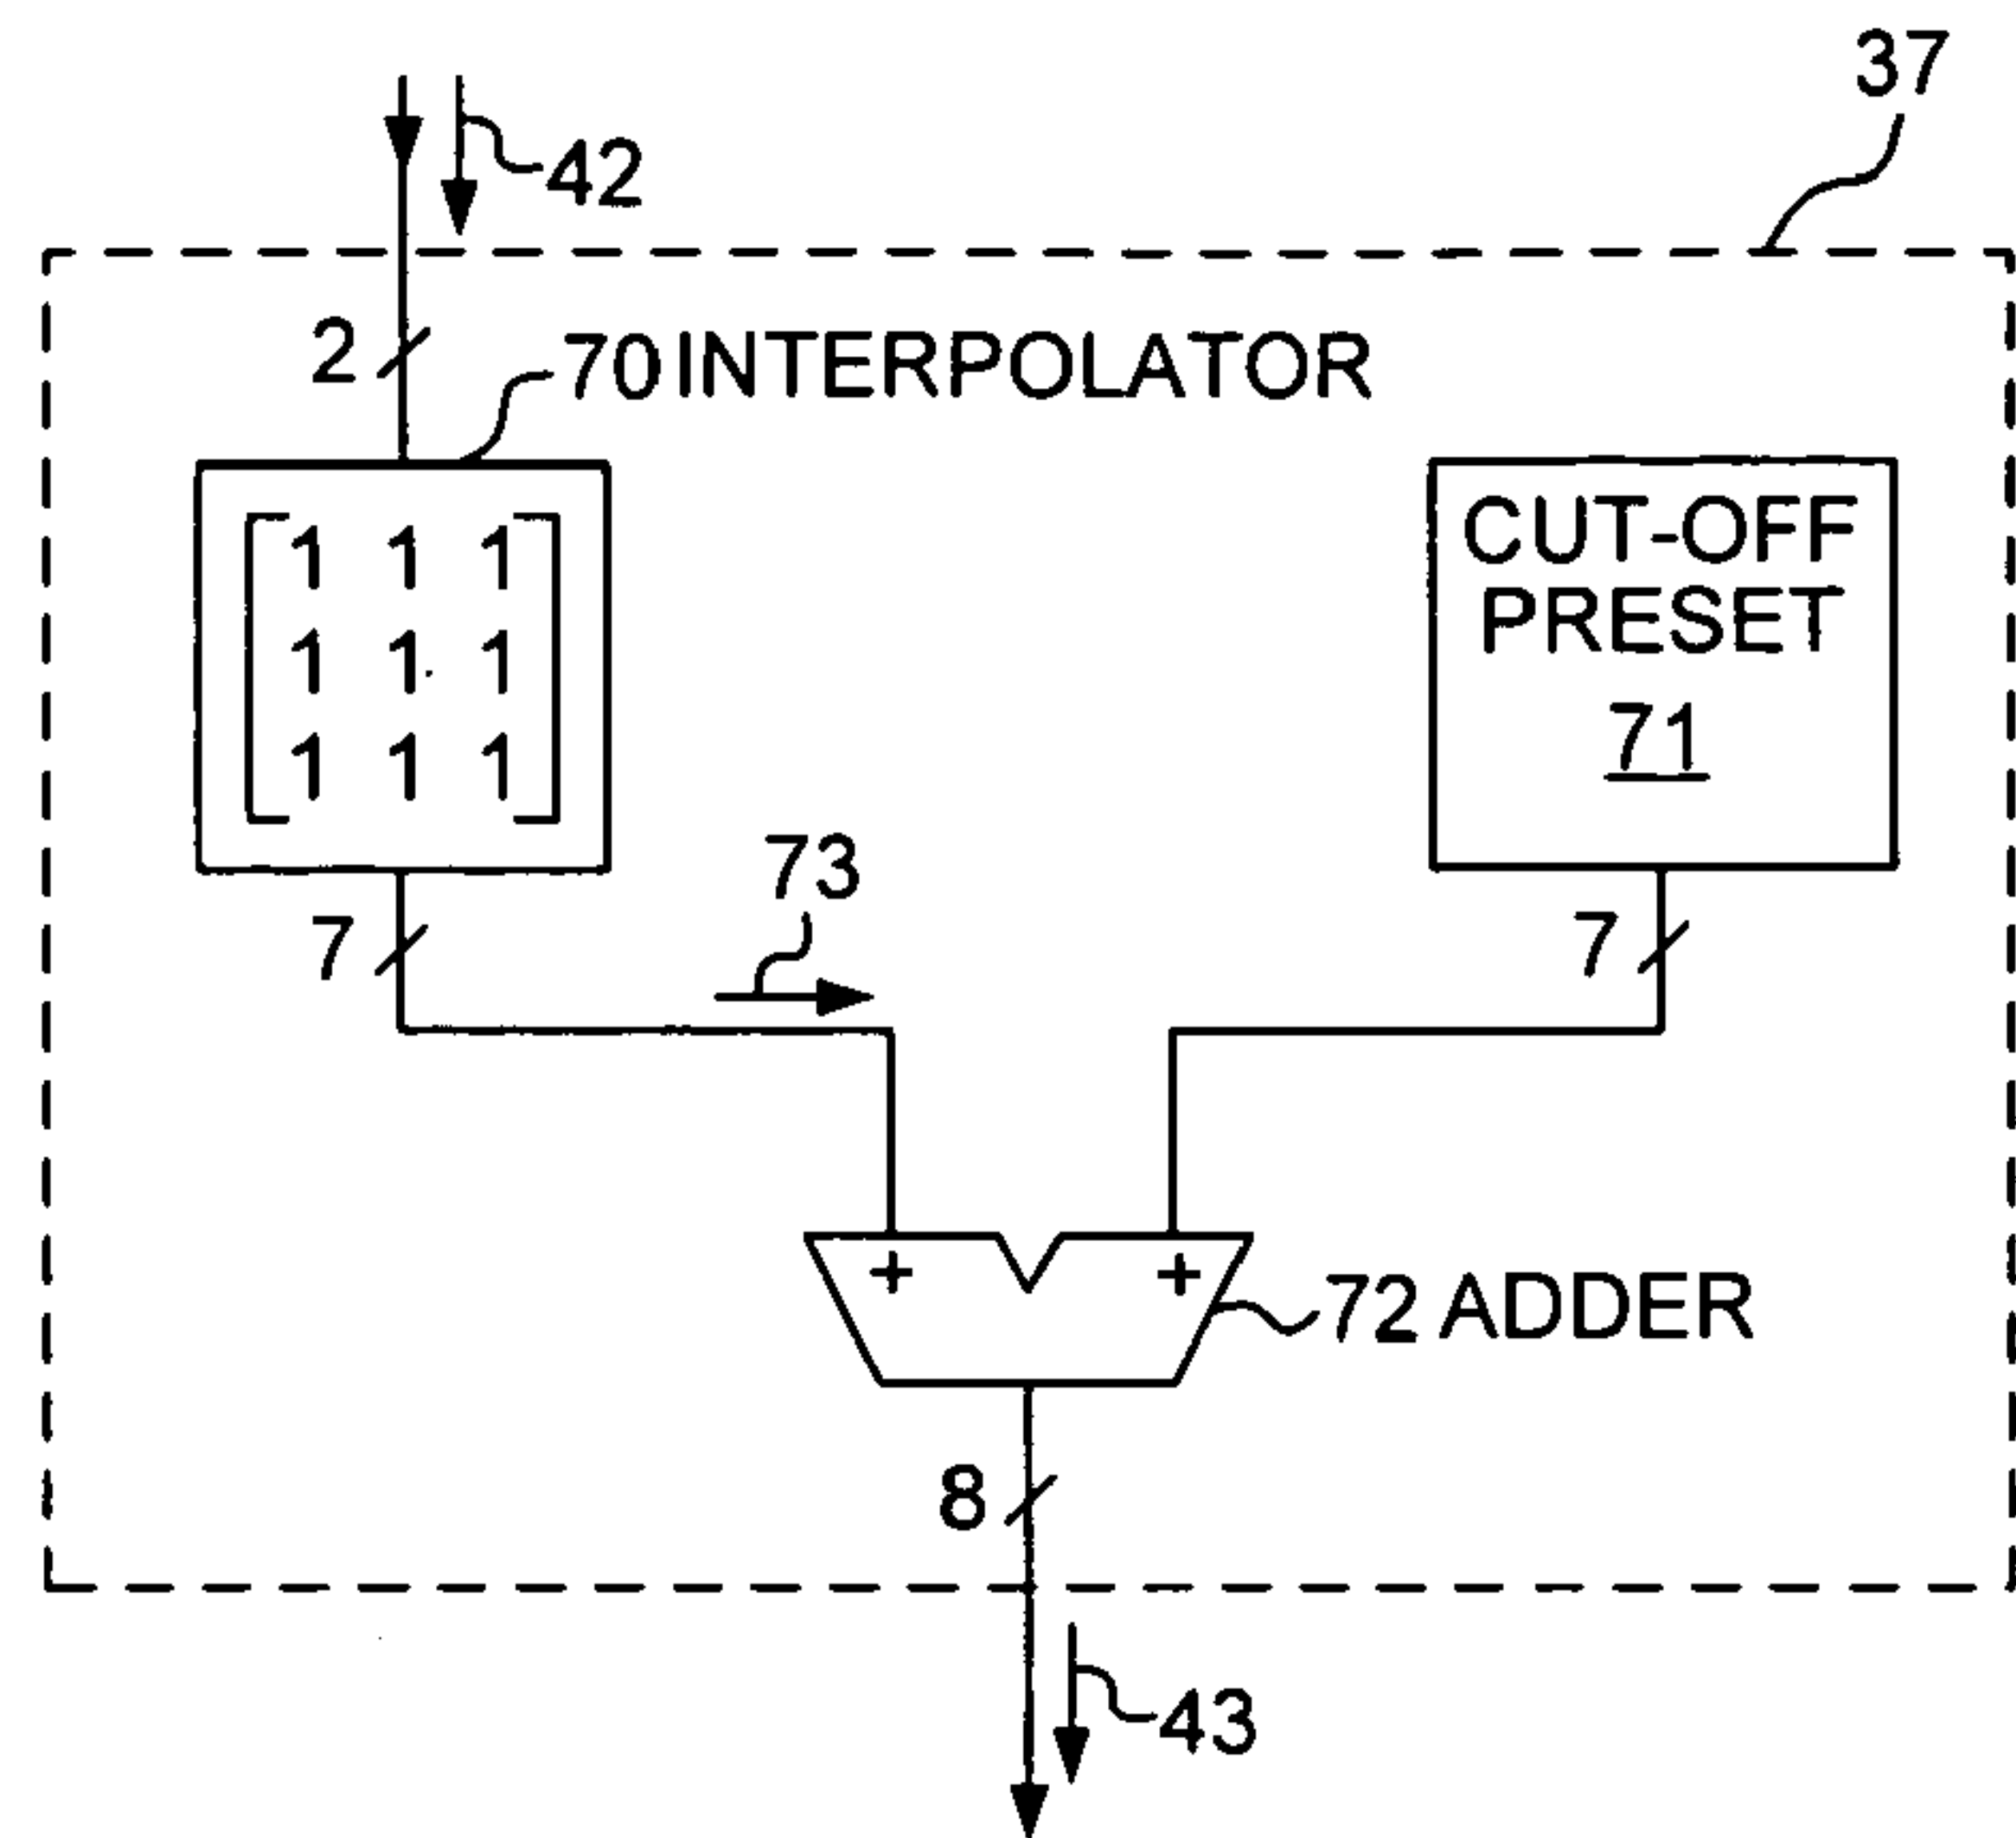 37
42
2
70 INTERPOLATOR
1 1 1
1 1 1
1 1 1
CUT-OFF
PRESET
71
73
7
7
+ +
72 ADDER
8
43